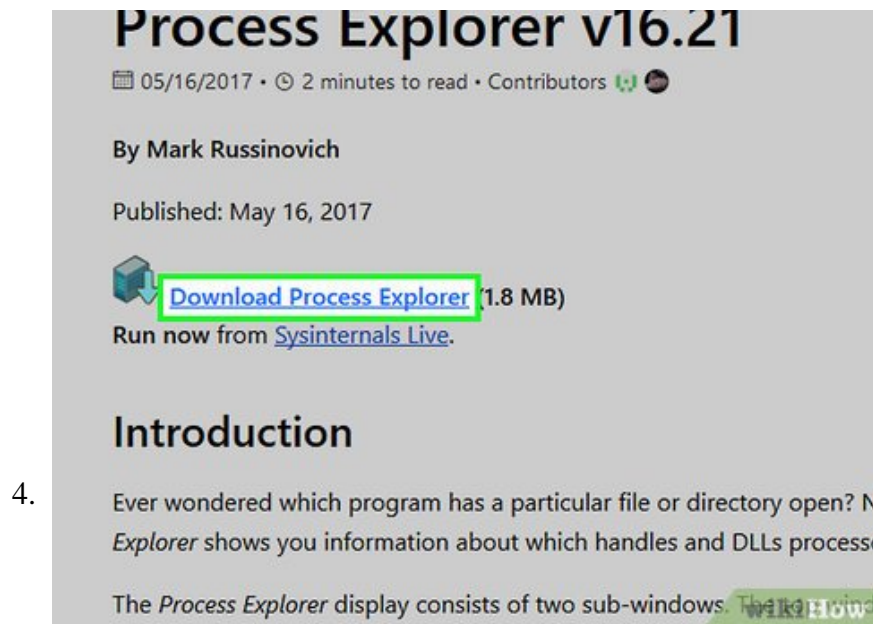 Process Explorer v16.21
05/16/2017 • 2 minutes to read • Contributors
By Mark Russinovich
Published: May 16, 2017
Download Process Explorer (1.8 MB)
Run now from Sysinternals Live.
Introduction
4.
Ever wondered which program has a particular file or directory open? N
Explorer shows you information about which handles and DLLs process
The Process Explorer display consists of two sub-windows. The top wind
wikiHow